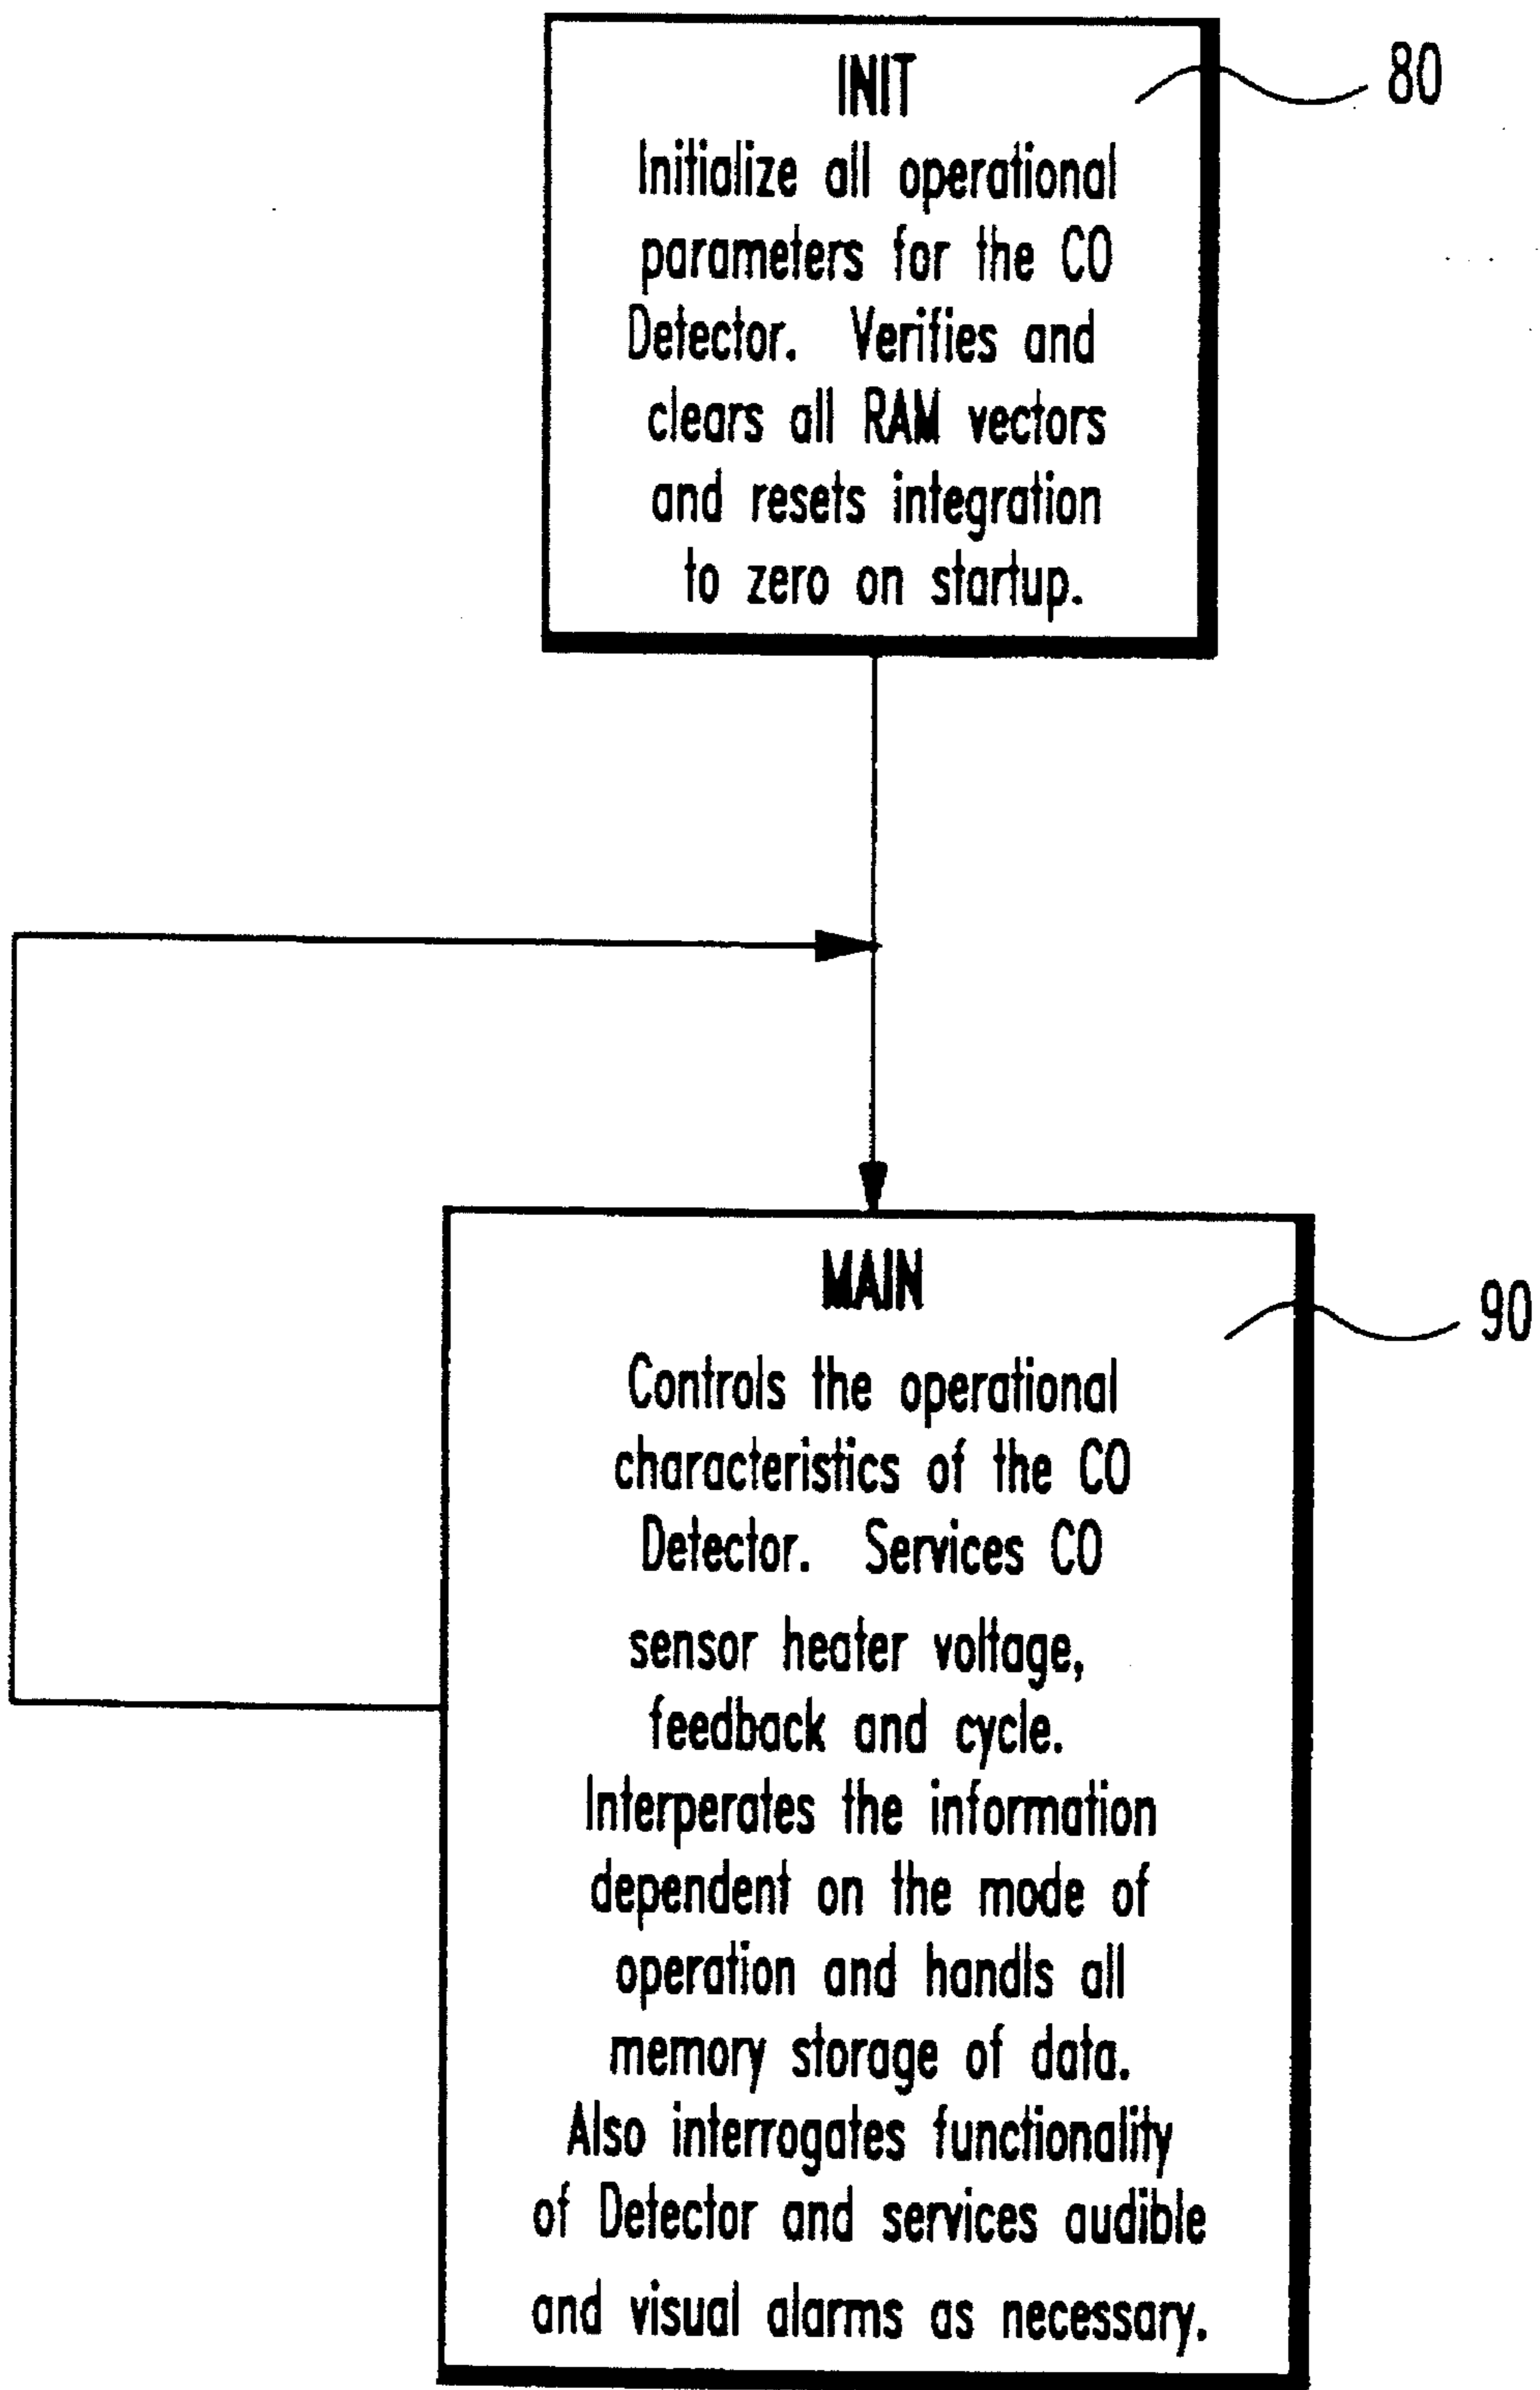 INIT
80
Initialize all operational
parameters for the CO
Detector. Verifies and
clears all RAM vectors
and resets integration
to zero on startup.
MAIN
90
Controls the operational
characteristics of the CO
Detector. Services CO
sensor heater voltage,
feedback and cycle.
Interperates the information
dependent on the mode of
operation and handls all
memory storage of data.
Also interrogates functionality
of Detector and services audible
and visual alarms as necessary.